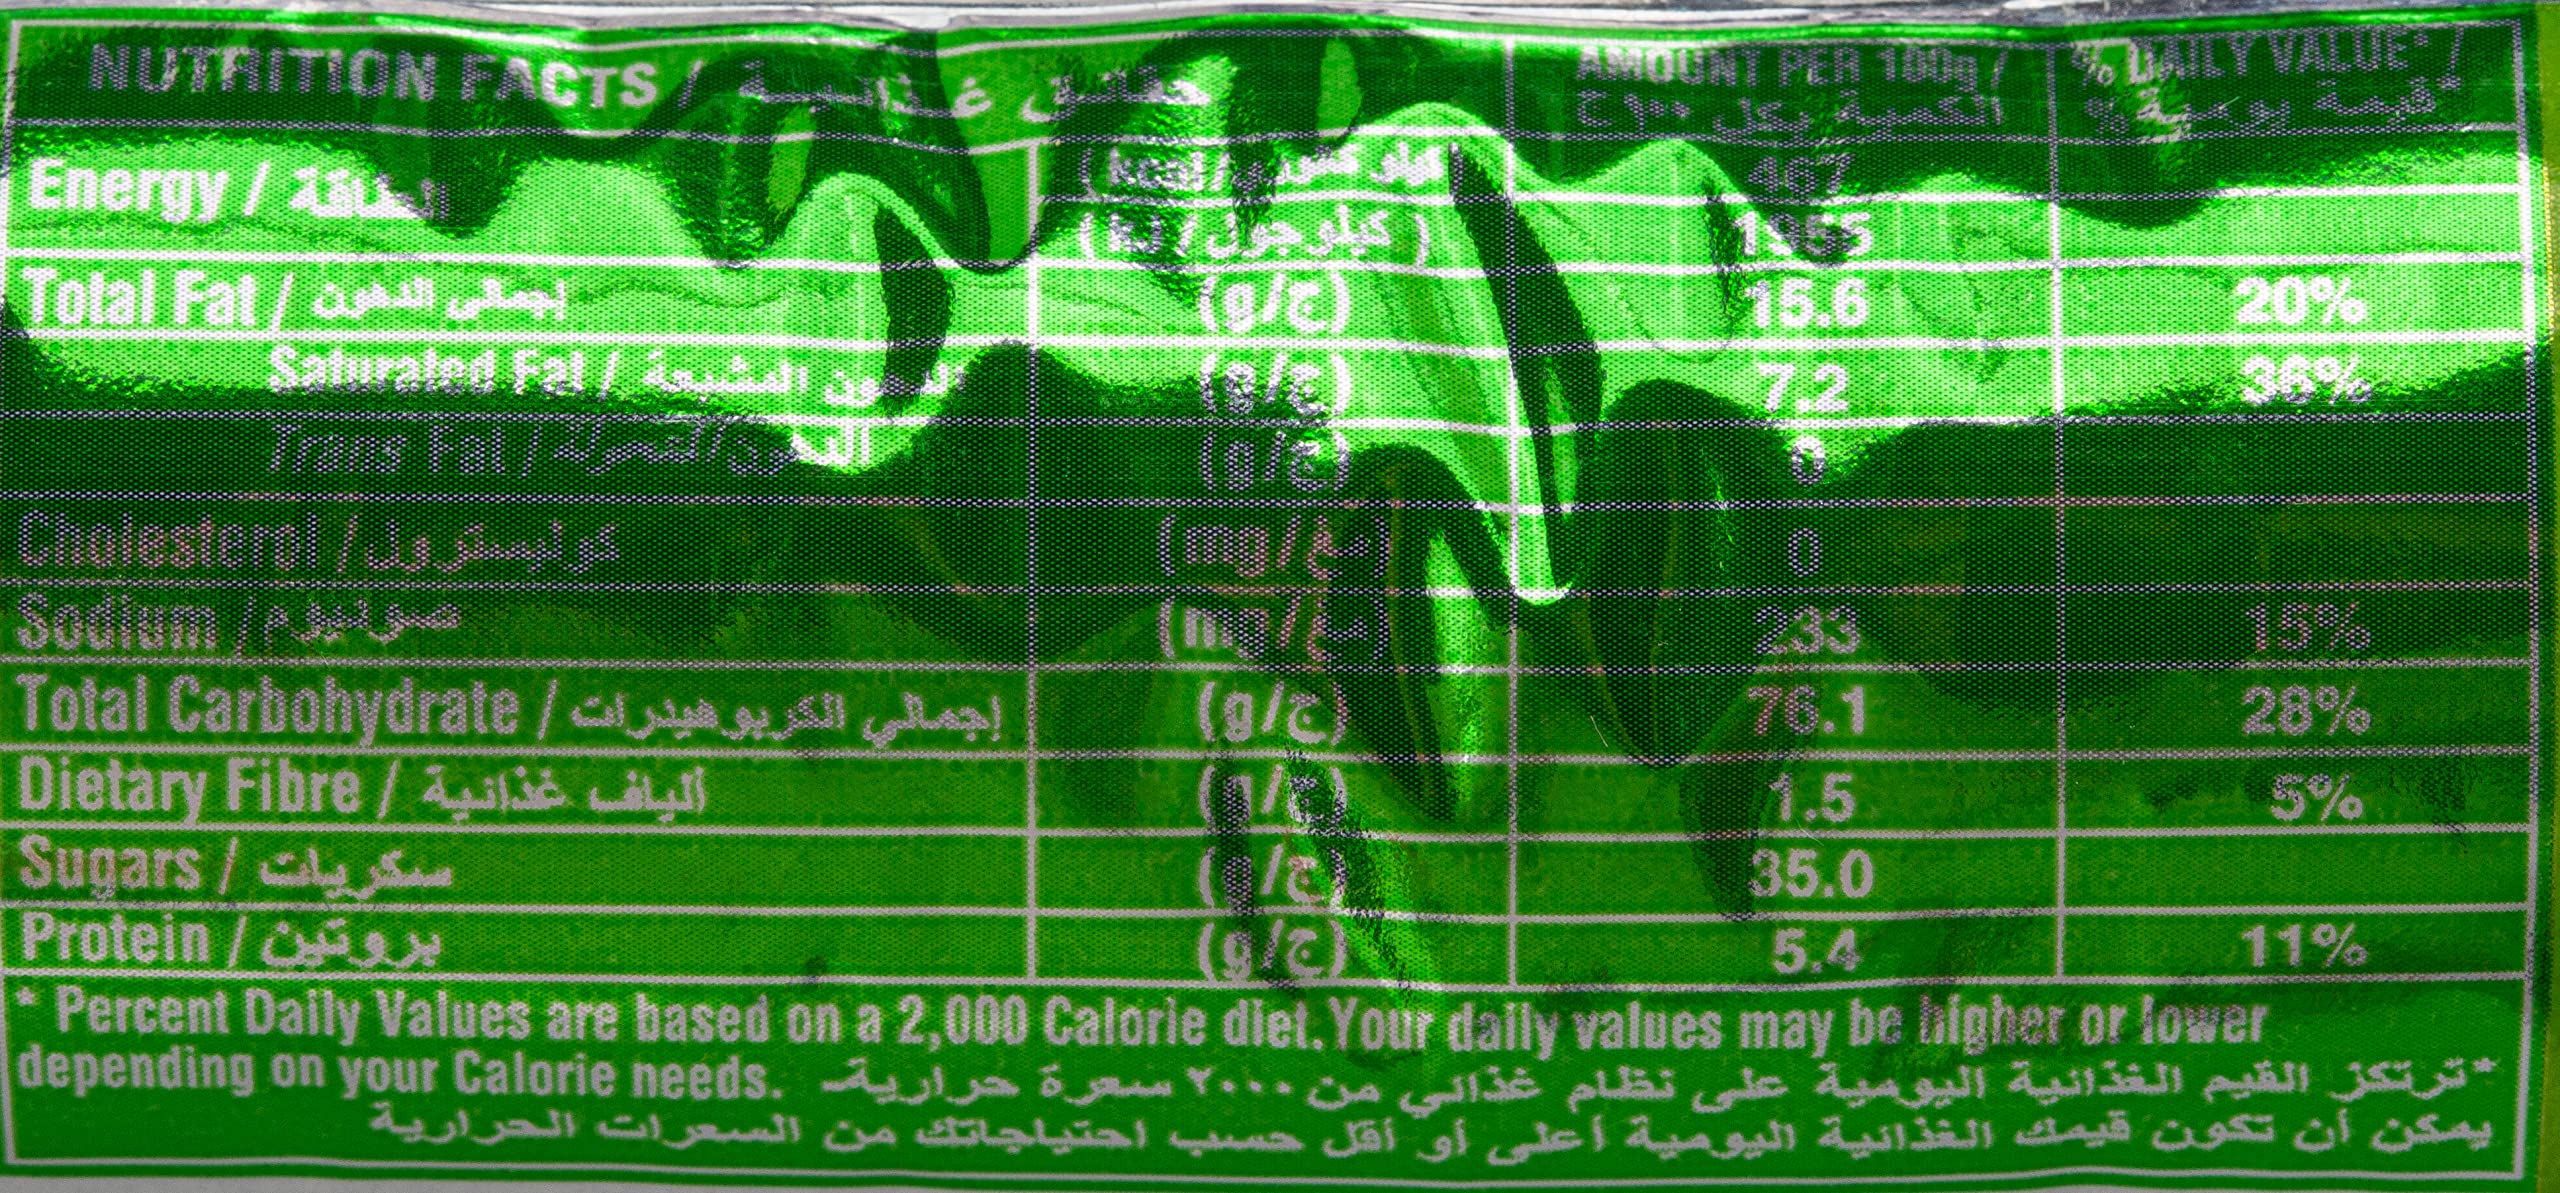 NUTRITION FACTS / حقائق غذائية
AMOUNT PER 100g / الكمية بكل ١٠٠ ج
% DAILY VALUE* / % قيمة يومية*
Energy / الطاقة (kcal/ كيلو) 467
(kJ / كيلوجول) 1955
Total Fat / إجمالي الدهون (g/ج) 15.6 20%
Saturated Fat / الدهون المشبعة (g/ج) 7.2 36%
Trans Fat / الدهون المتحولة (g/ج) 0
Cholesterol / كوليسترول (mg/مغ) 0
Sodium / صوديوم (mg/مغ) 233 15%
Total Carbohydrate / إجمالي الكربوهيدرات (g/ج) 76.1 28%
Dietary Fibre / ألياف غذائية (g/ج) 1.5 5%
Sugars / سكريات (g/ج) 35.0
Protein / بروتين (g/ج) 5.4 11%
* Percent Daily Values are based on a 2,000 Calorie diet. Your daily values may be higher or lower
depending on your Calorie needs. *ترتكز القيم الغذائية اليومية على نظام غذائي من ٢٠٠٠ سعرة حرارية۔
يمكن أن تكون قيمك الغذائية اليومية أعلى أو أقل حسب احتياجاتك من السعرات الحرارية